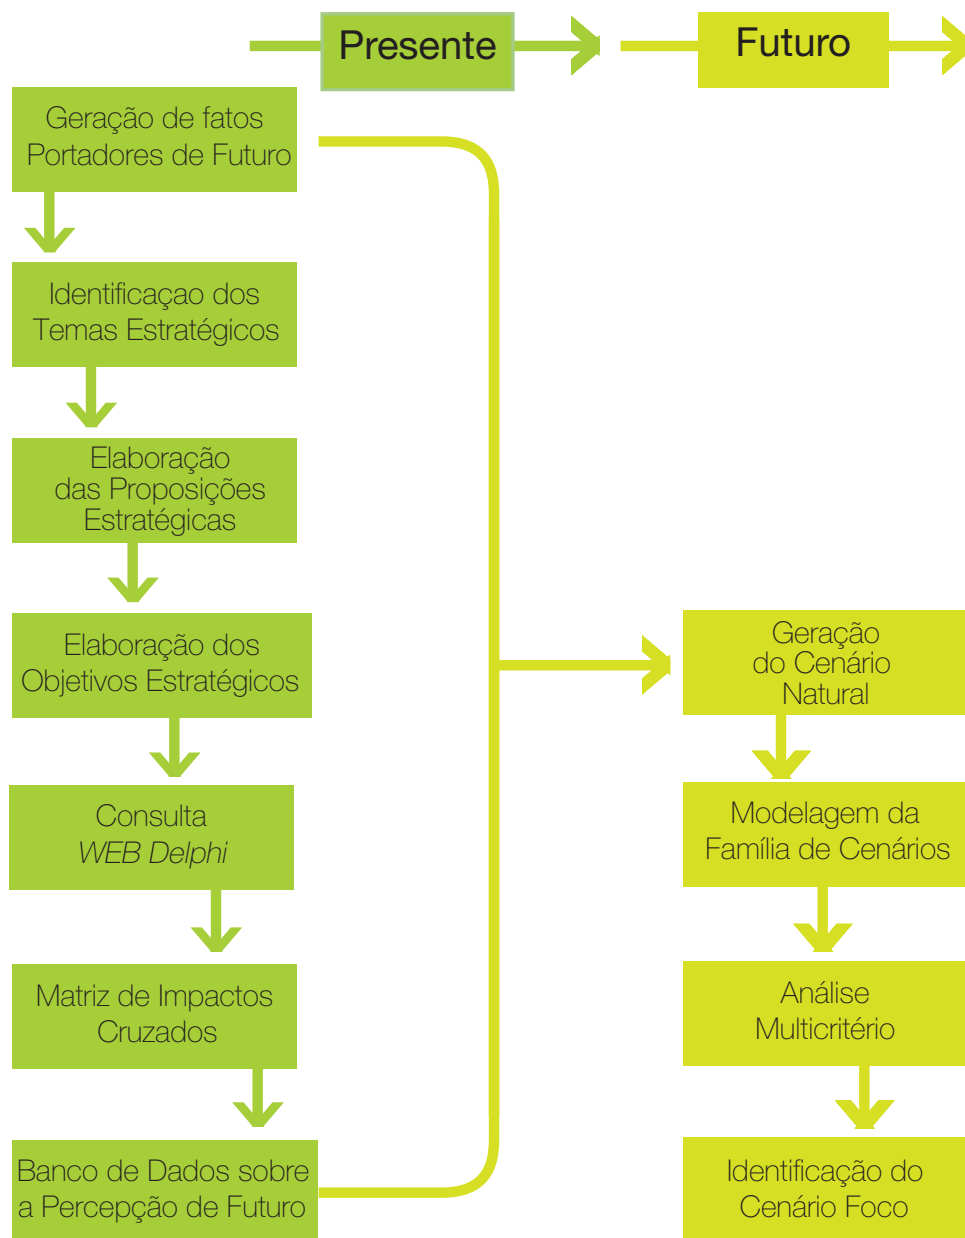 Presente
Futuro
Geração de fatos
Portadores de Futuro
Identificaçao dos
Temas Estratégicos
Elaboração
das Proposições
Estratégicas
Elaboração dos
Objetivos Estratégicos
Consulta
WEB Delphi
Matriz de Impactos
Cruzados
Banco de Dados sobre
a Percepção de Futuro
Geração
do Cenário
Natural
Modelagem da
Família de Cenários
Análise
Multicritério
Identificação do
Cenário Foco